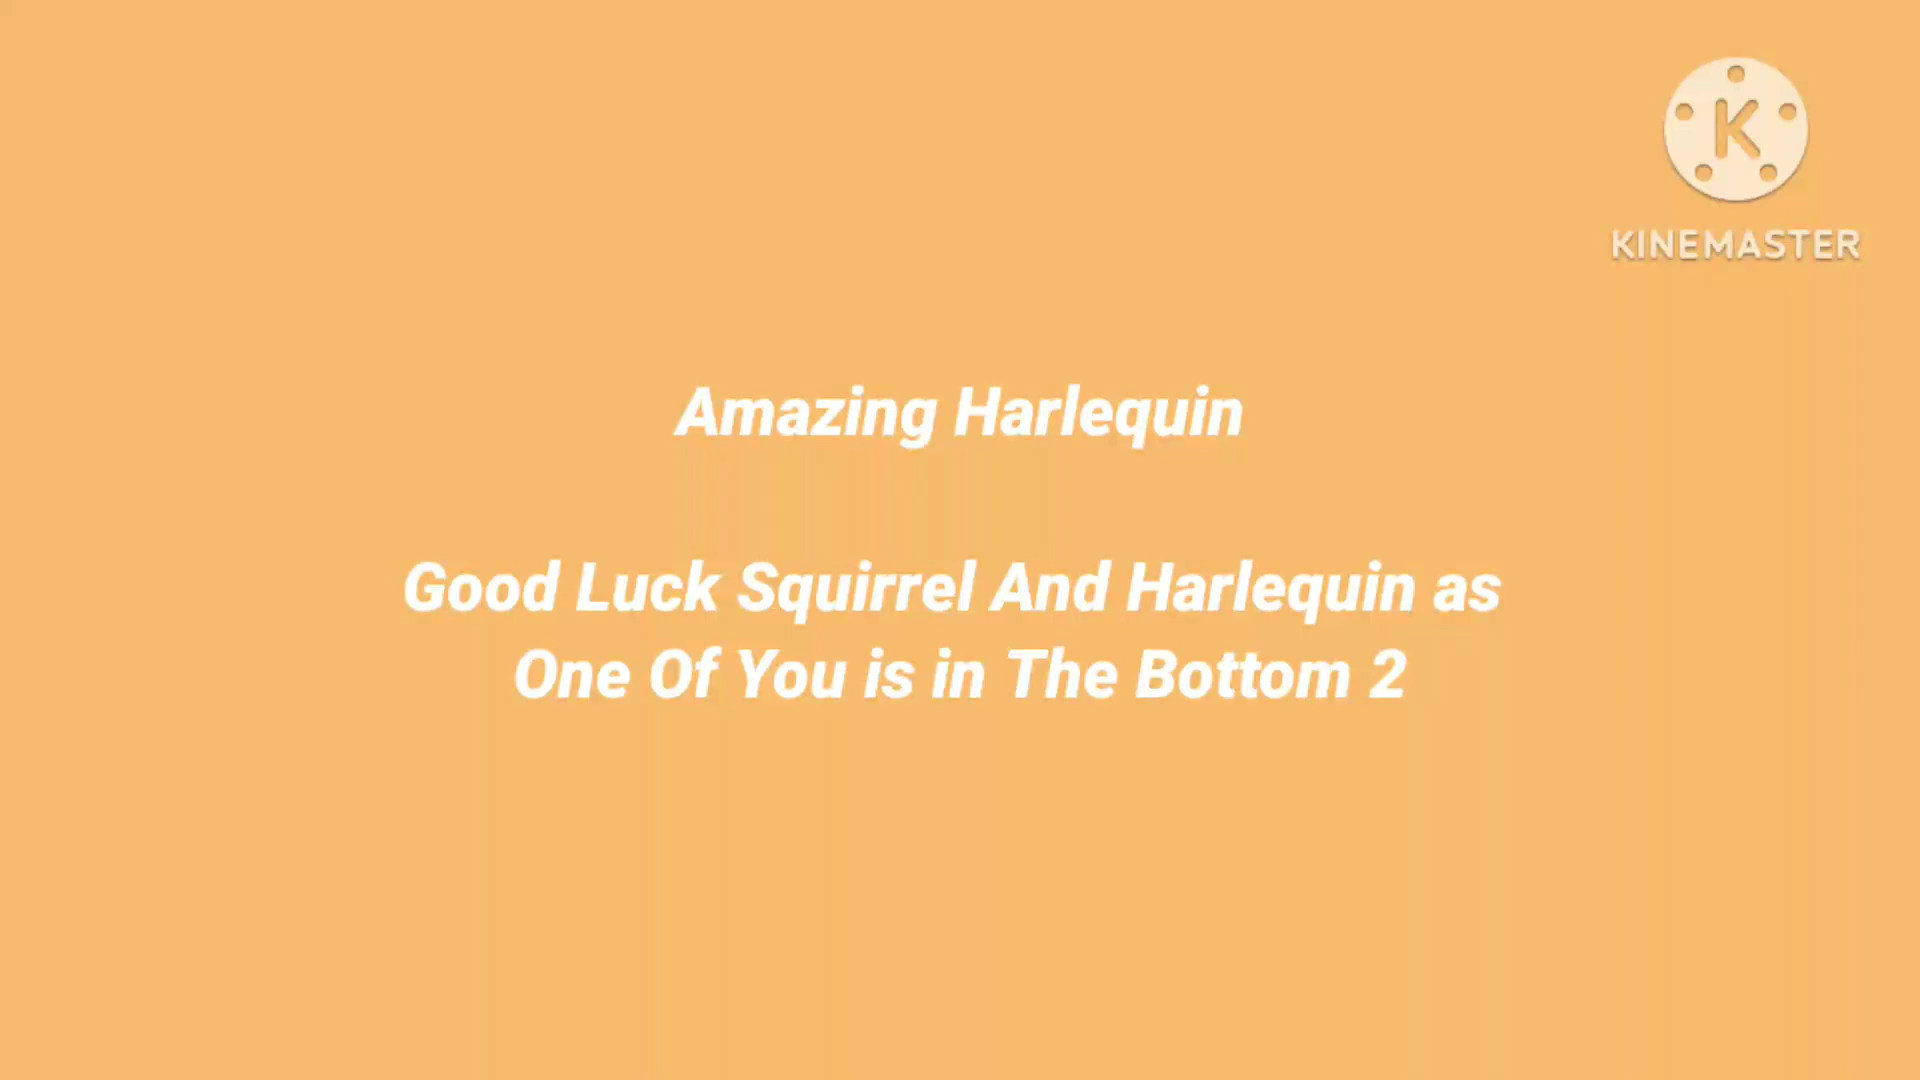 K
KINEMASTER
Amazing Harlequin
Good Luck Squirrel And Harlequin as
One Of You is in The Bottom 2